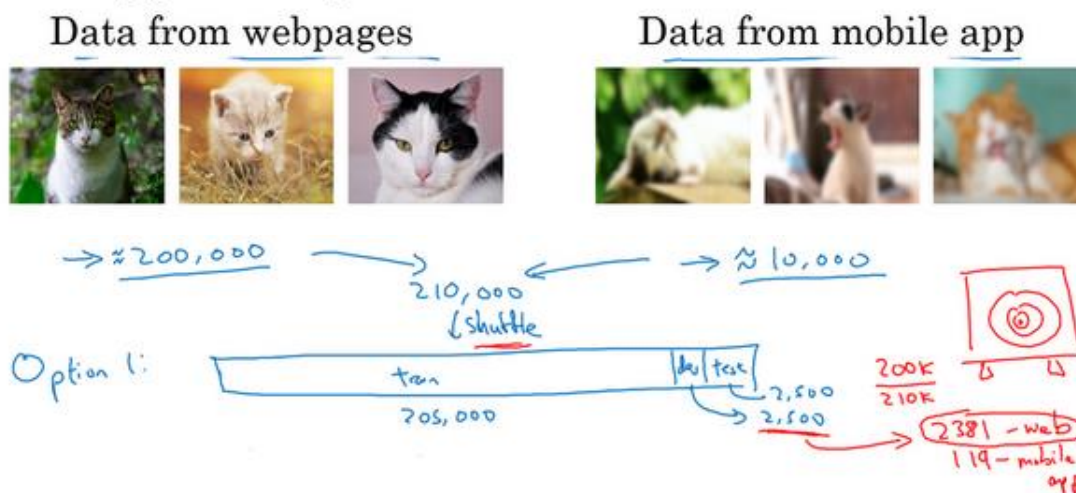 Data from webpages
Data from mobile app
→ ≈200,000
→ ≈ 10,000
210,000
↓ shuffle
Option 1:
train
dev
test
2,500
205,000
2,500
200K
210K
2381 - web
119 - mobile
app